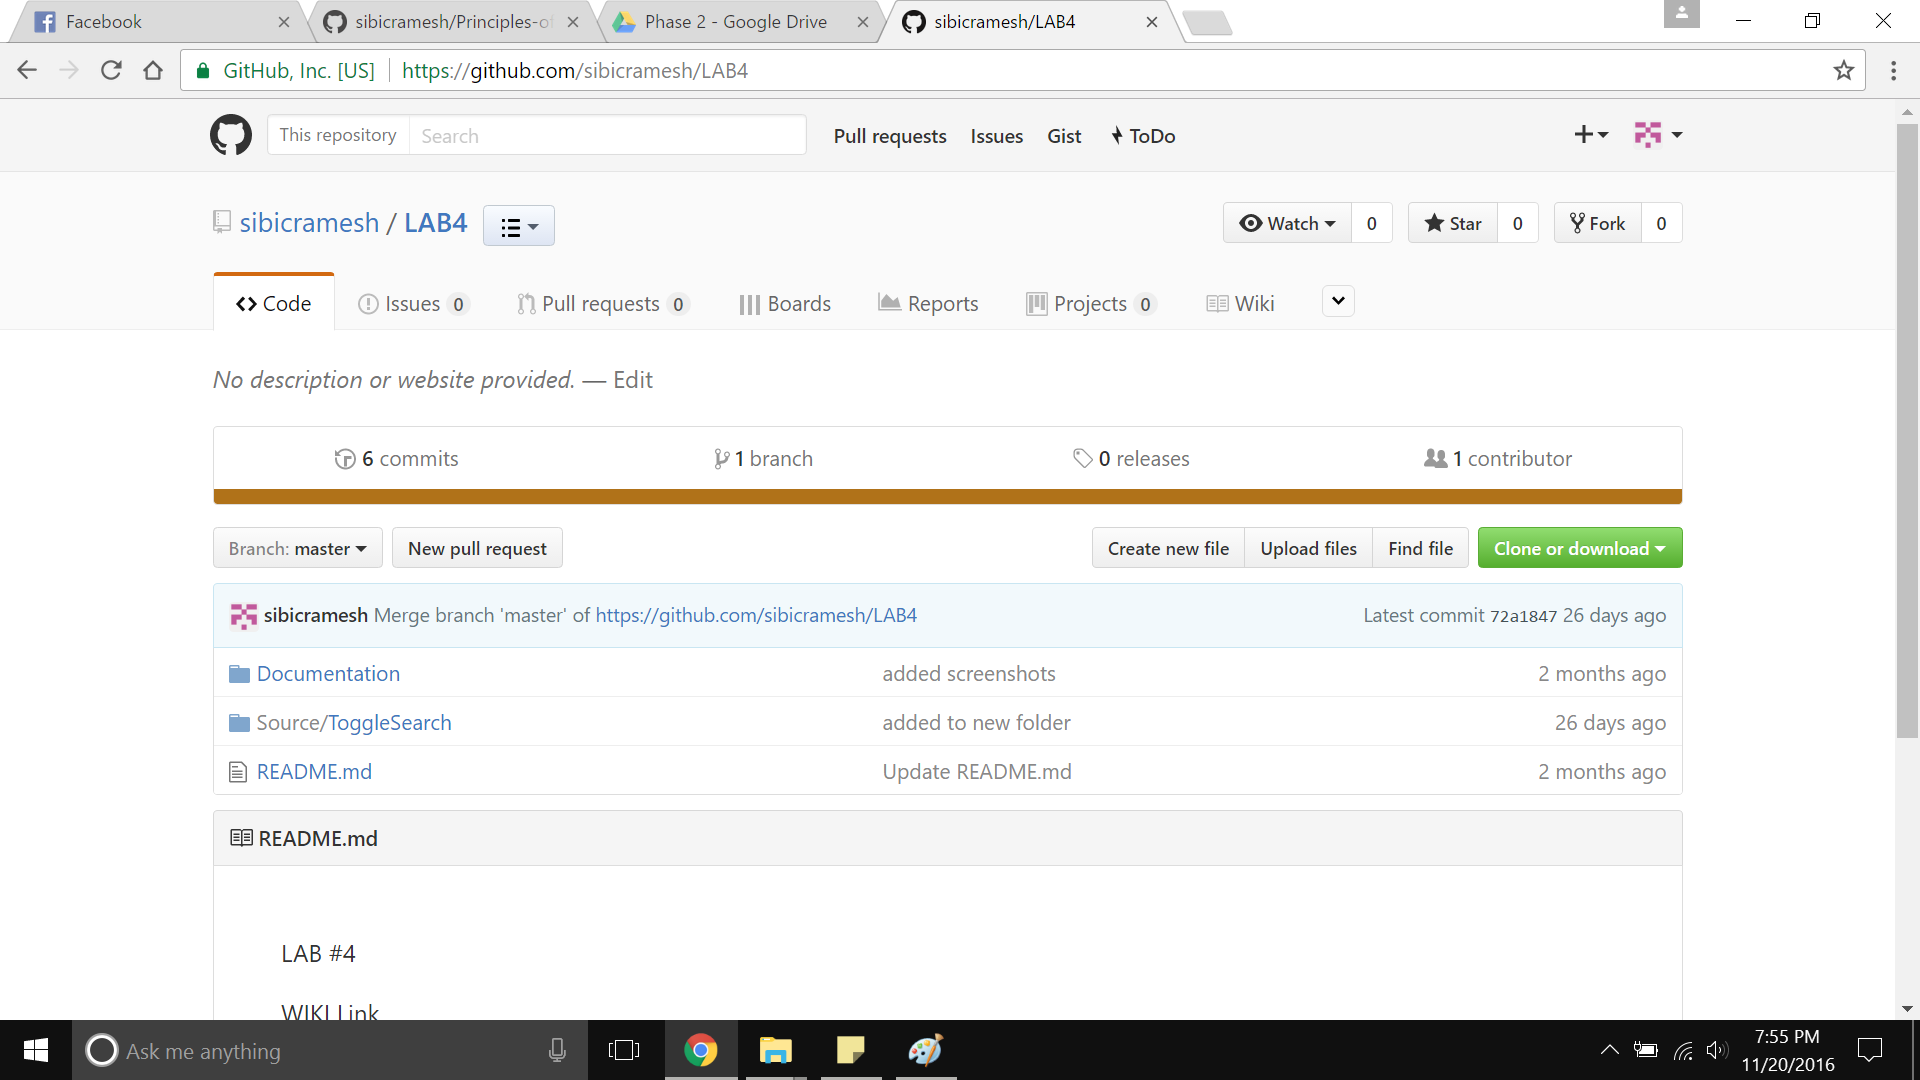 Facebook
sibicramesh/Principles-o
Phase 2 - Google Drive
sibicramesh/LAB4
GitHub, Inc. [US]
https://github.com/sibicramesh/LAB4
This repository
Search
Pull requests
Issues
Gist
ToDo
sibicramesh / LAB4
Watch 0
Star 0
Fork 0
Code
Issues 0
Pull requests 0
Boards
Reports
Projects 0
Wiki
No description or website provided. — Edit
6 commits
1 branch
0 releases
1 contributor
Branch: master
New pull request
Create new file
Upload files
Find file
Clone or download
sibicramesh Merge branch 'master' of https://github.com/sibicramesh/LAB4
Latest commit 72a1847 26 days ago
Documentation
added screenshots
2 months ago
Source/ToggleSearch
added to new folder
26 days ago
README.md
Update README.md
2 months ago
README.md
LAB #4
WIKI Link
Ask me anything
7:55 PM
11/20/2016